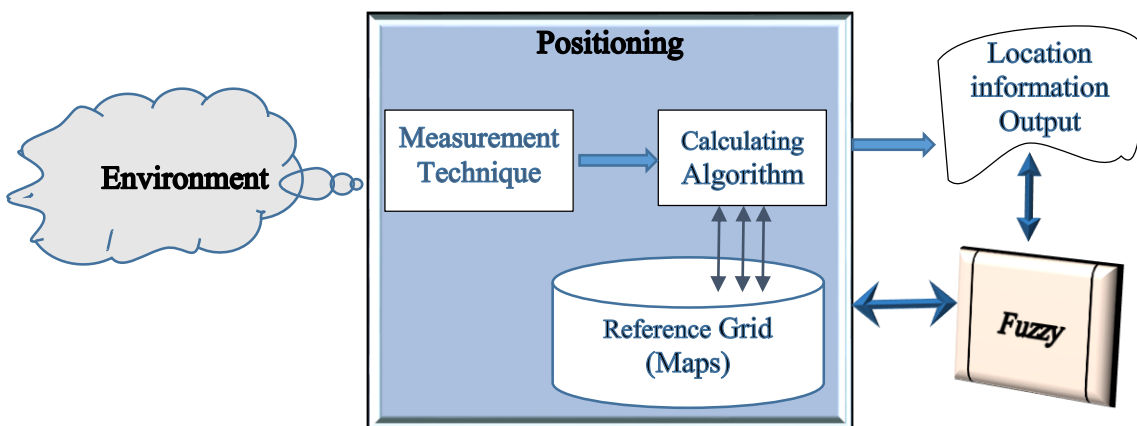 Positioning
Environment
Measurement
Technique
Calculating
Algorithm
Reference Grid
(Maps)
Location
information
Output
Fuzzy